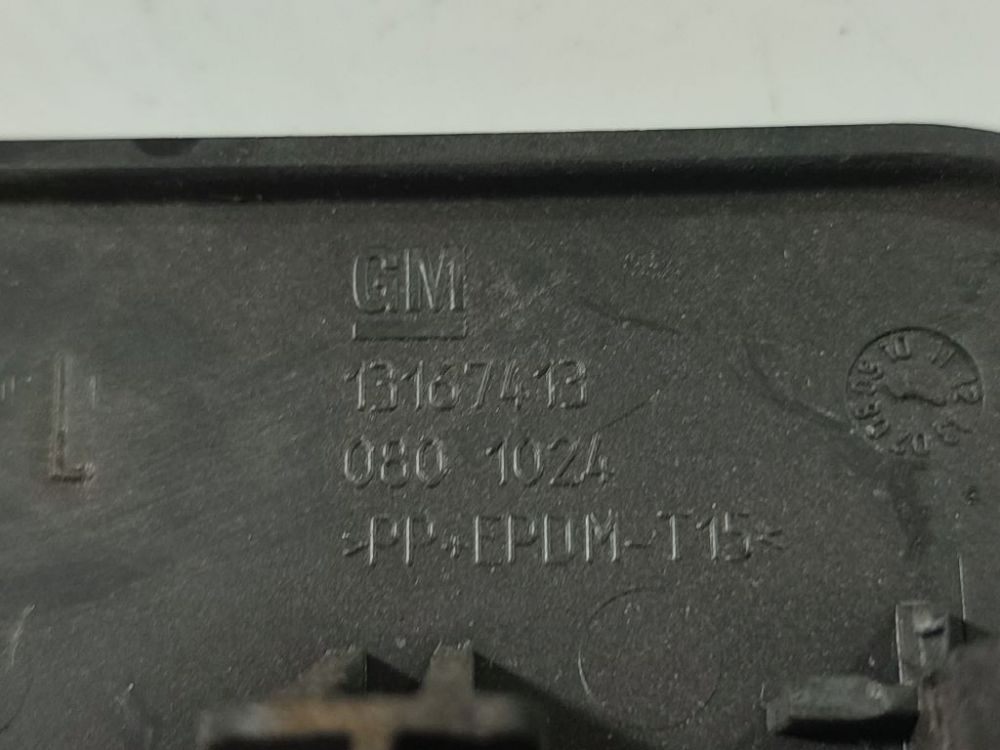 GM
13167413
L
080 1024
>PP+EPDM-T15<